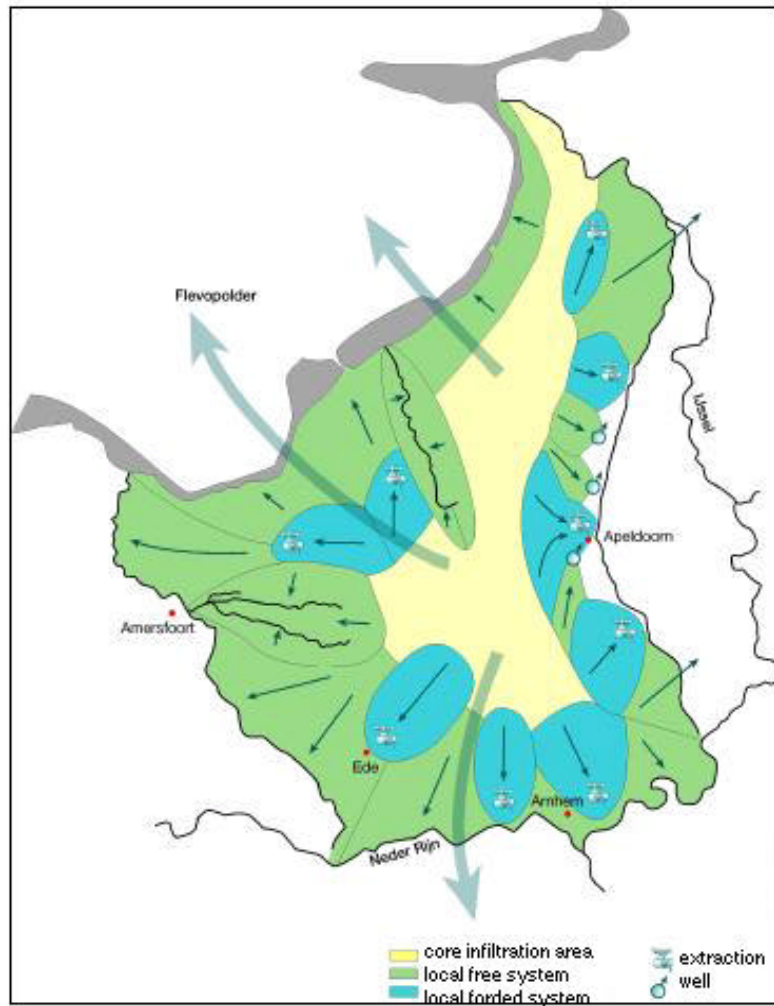 Flevopolder
IJssel
Apeldoorn
Amersfoort
Ede
Arnhem
Neder Rijn
core infiltration area
local free system
local forded system
extraction
well